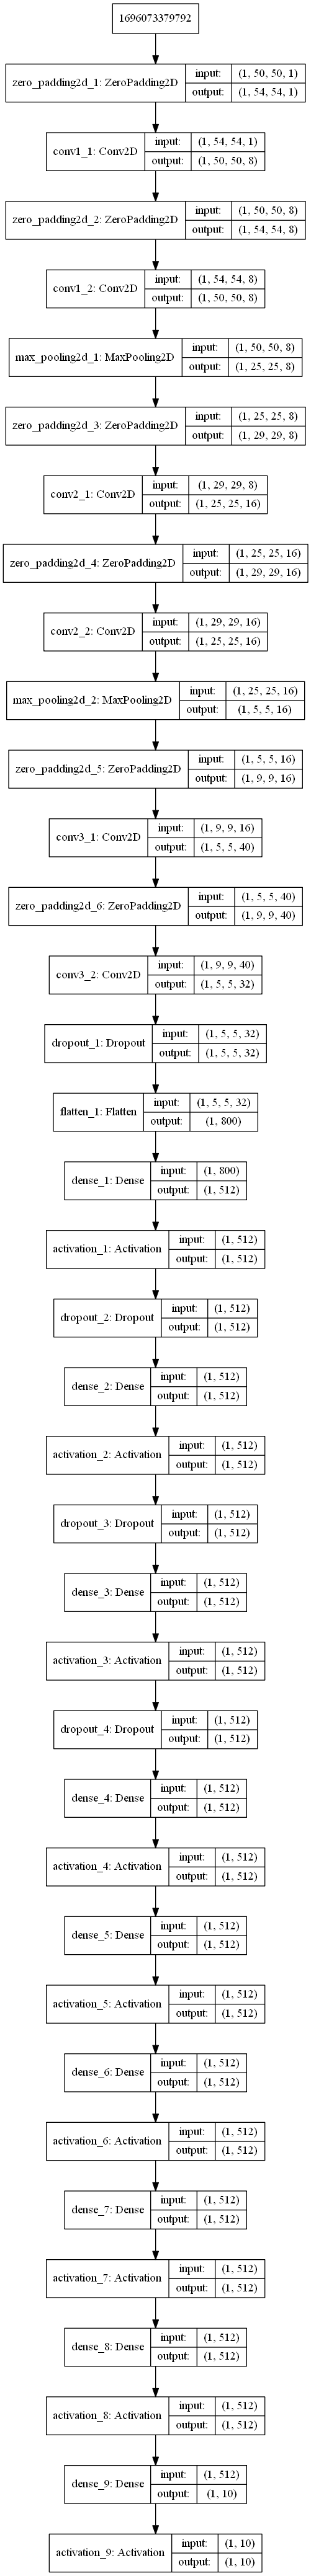 1696073379792
zero_padding2d_1: ZeroPadding2D
input:
(1, 50, 50, 1)
output:
(1, 54, 54, 1)
conv1_1: Conv2D
input:
(1, 54, 54, 1)
output:
(1, 50, 50, 8)
zero_padding2d_2: ZeroPadding2D
input:
(1, 50, 50, 8)
output:
(1, 54, 54, 8)
conv1_2: Conv2D
input:
(1, 54, 54, 8)
output:
(1, 50, 50, 8)
max_pooling2d_1: MaxPooling2D
input:
(1, 50, 50, 8)
output:
(1, 25, 25, 8)
zero_padding2d_3: ZeroPadding2D
input:
(1, 25, 25, 8)
output:
(1, 29, 29, 8)
conv2_1: Conv2D
input:
(1, 29, 29, 8)
output:
(1, 25, 25, 16)
zero_padding2d_4: ZeroPadding2D
input:
(1, 25, 25, 16)
output:
(1, 29, 29, 16)
conv2_2: Conv2D
input:
(1, 29, 29, 16)
output:
(1, 25, 25, 16)
max_pooling2d_2: MaxPooling2D
input:
(1, 25, 25, 16)
output:
(1, 5, 5, 16)
zero_padding2d_5: ZeroPadding2D
input:
(1, 5, 5, 16)
output:
(1, 9, 9, 16)
conv3_1: Conv2D
input:
(1, 9, 9, 16)
output:
(1, 5, 5, 40)
zero_padding2d_6: ZeroPadding2D
input:
(1, 5, 5, 40)
output:
(1, 9, 9, 40)
conv3_2: Conv2D
input:
(1, 9, 9, 40)
output:
(1, 5, 5, 32)
dropout_1: Dropout
input:
(1, 5, 5, 32)
output:
(1, 5, 5, 32)
flatten_1: Flatten
input:
(1, 5, 5, 32)
output:
(1, 800)
dense_1: Dense
input:
(1, 800)
output:
(1, 512)
activation_1: Activation
input:
(1, 512)
output:
(1, 512)
dropout_2: Dropout
input:
(1, 512)
output:
(1, 512)
dense_2: Dense
input:
(1, 512)
output:
(1, 512)
activation_2: Activation
input:
(1, 512)
output:
(1, 512)
dropout_3: Dropout
input:
(1, 512)
output:
(1, 512)
dense_3: Dense
input:
(1, 512)
output:
(1, 512)
activation_3: Activation
input:
(1, 512)
output:
(1, 512)
dropout_4: Dropout
input:
(1, 512)
output:
(1, 512)
dense_4: Dense
input:
(1, 512)
output:
(1, 512)
activation_4: Activation
input:
(1, 512)
output:
(1, 512)
dense_5: Dense
input:
(1, 512)
output:
(1, 512)
activation_5: Activation
input:
(1, 512)
output:
(1, 512)
dense_6: Dense
input:
(1, 512)
output:
(1, 512)
activation_6: Activation
input:
(1, 512)
output:
(1, 512)
dense_7: Dense
input:
(1, 512)
output:
(1, 512)
activation_7: Activation
input:
(1, 512)
output:
(1, 512)
dense_8: Dense
input:
(1, 512)
output:
(1, 512)
activation_8: Activation
input:
(1, 512)
output:
(1, 512)
dense_9: Dense
input:
(1, 512)
output:
(1, 10)
activation_9: Activation
input:
(1, 10)
output:
(1, 10)